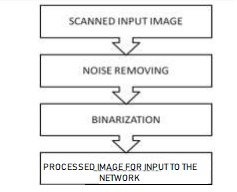 SCANNED INPUT IMAGE
NOISE REMOVING
BINARIZATION
PROCESSED IMAGE FOR INPUT TO THE
NETWORK